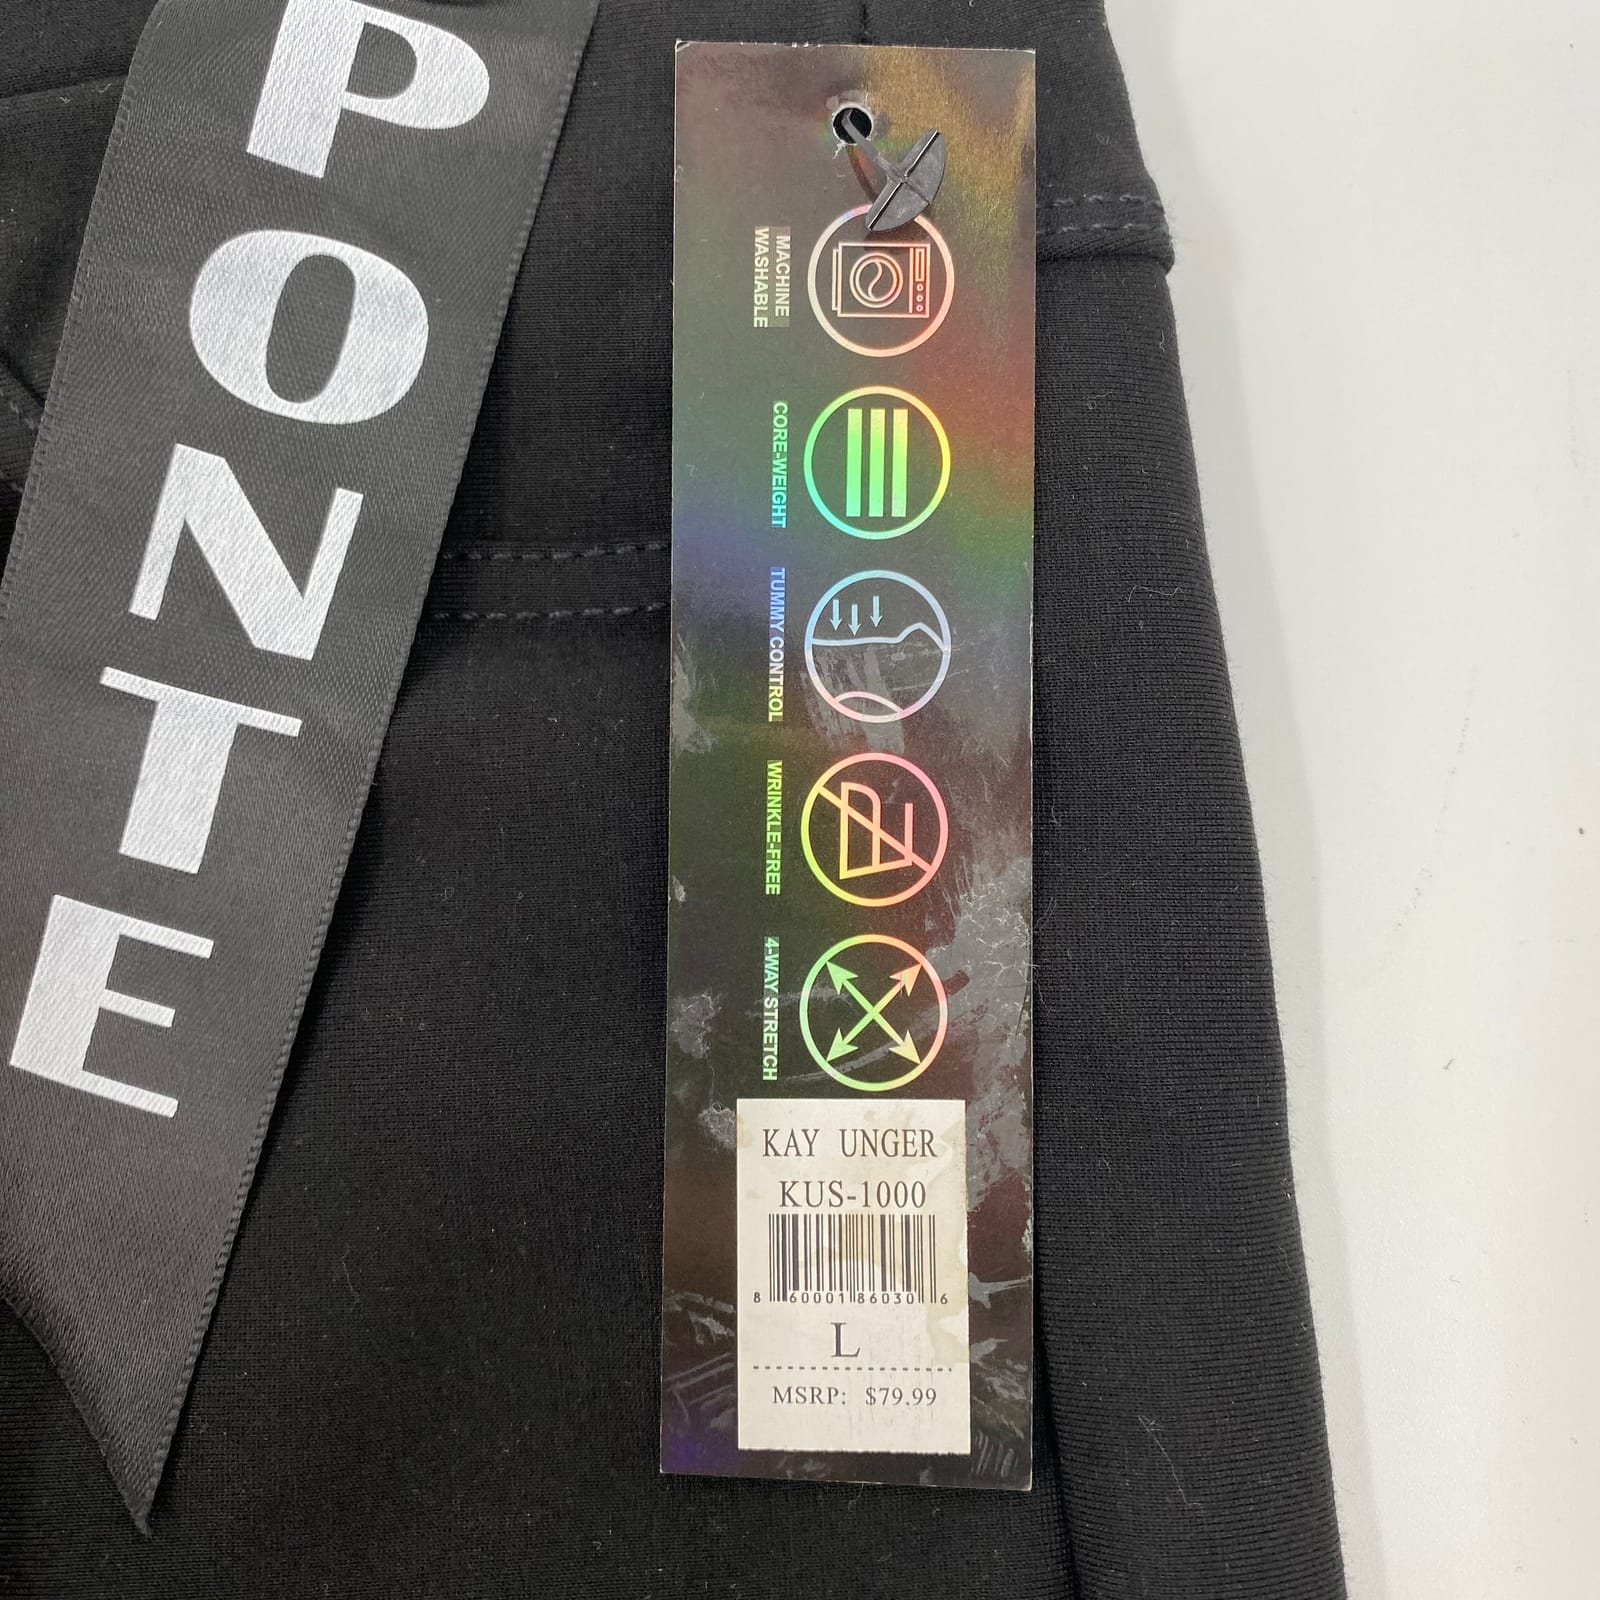 PONTE
MACHINE
WASHABLE
CORE-WEIGHT
TUMMY CONTROL
WRINKLE-FREE
4-WAY STRETCH
KAY UNGER
KUS-1000
8 60001 86030 6
L
MSRP: $79.99